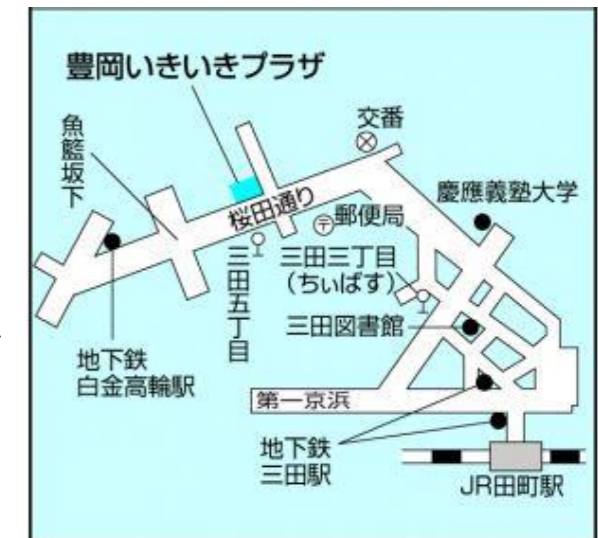 豊岡いきいきプラザ
交番
魚籃坂下
慶應義塾大学
桜田通り
〒郵便局
三田五丁目
三田三丁目
(ちぃばす)
三田図書館
地下鉄
白金高輪駅
第一京浜
地下鉄
三田駅
JR田町駅